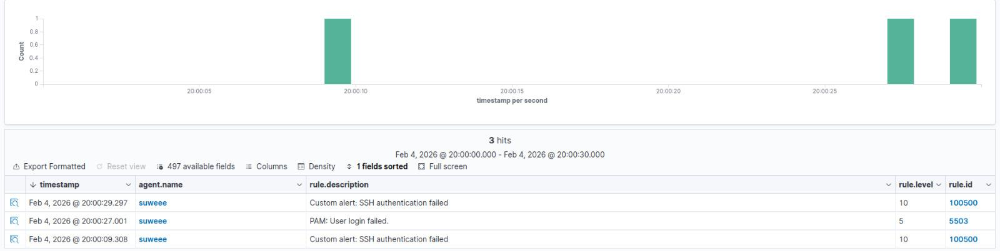 1
0.8
0.6
0.4
0.2
0
Count
20:00:05 20:00:10 20:00:15 20:00:20 20:00:25
timestamp per second
3 hits
Feb 4, 2026 @ 20:00:00.000 - Feb 4, 2026 @ 20:00:30.000
Export Formatted Reset view 497 available fields Columns Density 1 fields sorted Full screen
timestamp agent.name rule.description rule.level rule.id
Feb 4, 2026 @ 20:00:29.297 suweee Custom alert: SSH authentication failed 10 100500
Feb 4, 2026 @ 20:00:27.001 suweee PAM: User login failed. 5 5503
Feb 4, 2026 @ 20:00:09.308 suweee Custom alert: SSH authentication failed 10 100500